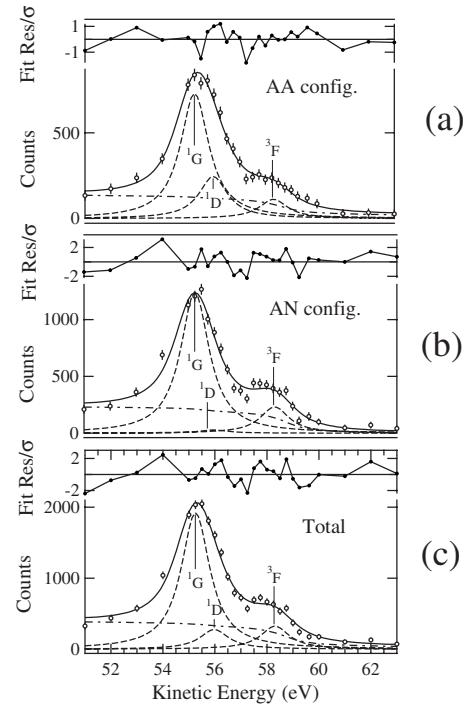 Fit Res/σ
1
-1
AA config.
(a)
Counts
500
0
¹G
¹D
³F
Fit Res/σ
2
0
-2
AN config.
(b)
Counts
1000
500
0
¹G
¹D
³F
Fit Res/σ
2
0
-2
Total
(c)
Counts
2000
1000
0
¹G
¹D
³F
52 54 56 58 60 62
Kinetic Energy (eV)